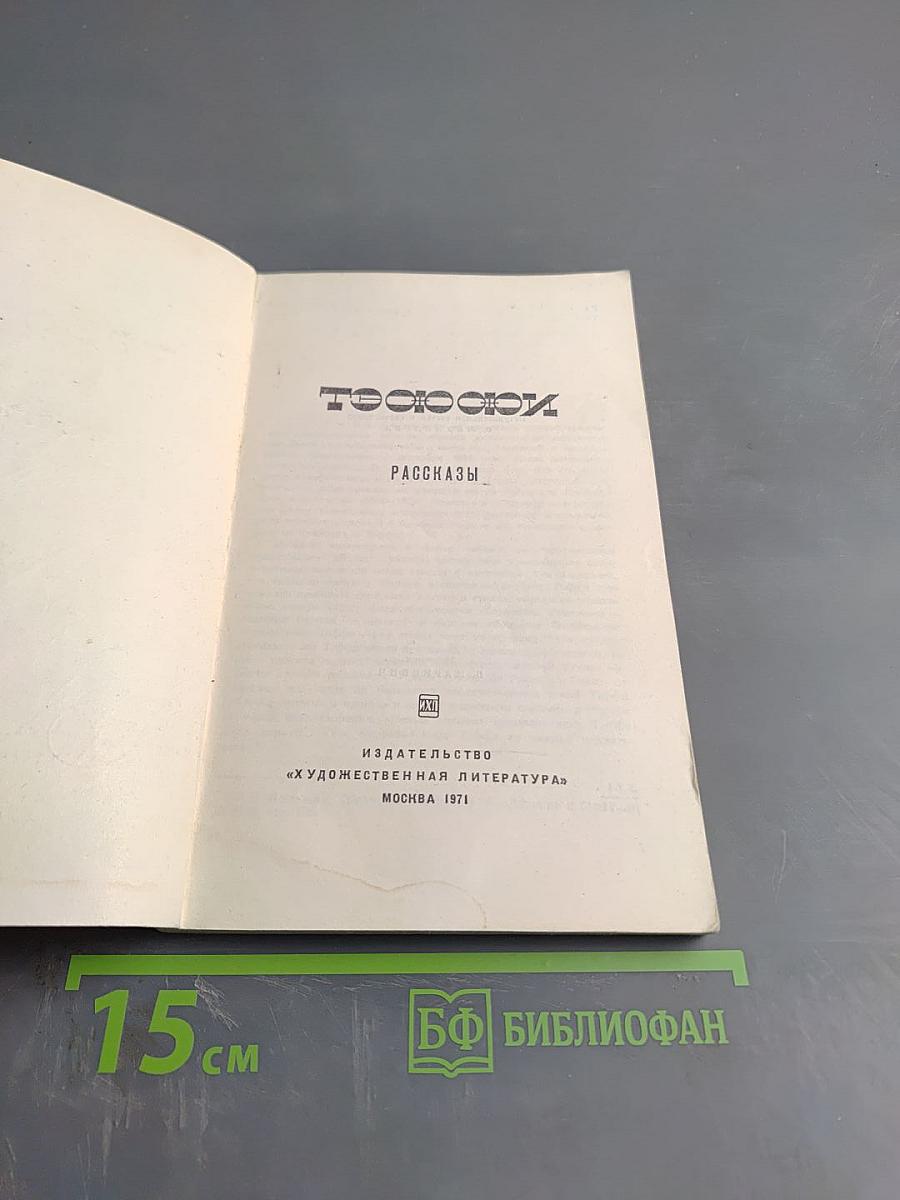 ТЭФФИ
РАССКАЗЫ
ИХЛ
ИЗДАТЕЛЬСТВО
«ХУДОЖЕСТВЕННАЯ ЛИТЕРАТУРА»
МОСКВА 1971
15 см
БФ БИБЛИОФАН